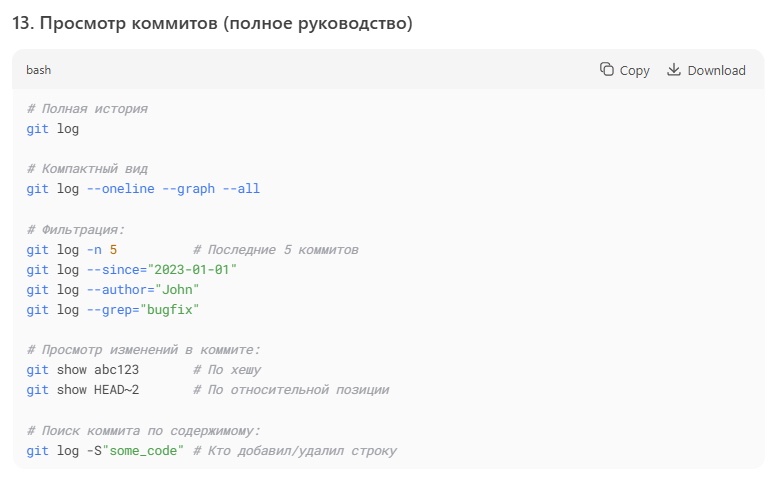 13. Просмотр коммитов (полное руководство)
bash Copy Download
# Полная история
git log
# Компактный вид
git log --oneline --graph --all
# Фильтрация:
git log -n 5 # Последние 5 коммитов
git log --since="2023-01-01"
git log --author="John"
git log --grep="bugfix"
# Просмотр изменений в коммите:
git show abc123 # По хешу
git show HEAD~2 # По относительной позиции
# Поиск коммита по содержимому:
git log -S"some_code" # Кто добавил/удалил строку